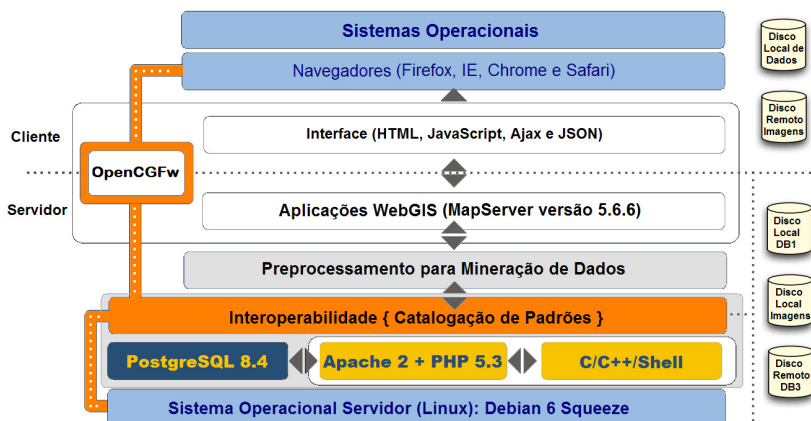 Sistemas Operacionais
Navegadores (Firefox, IE, Chrome e Safari)
Cliente
Interface (HTML, JavaScript, Ajax e JSON)
OpenCGFw
Servidor
Aplicações WebGIS (MapServer versão 5.6.6)
Preprocessamento para Mineração de Dados
Interoperabilidade { Catalogação de Padrões }
PostgreSQL 8.4
Apache 2 + PHP 5.3
C/C++/Shell
Sistema Operacional Servidor (Linux): Debian 6 Squeeze
Disco
Local de
Dados
Disco
Remoto
Imagens
Disco
Local
DB1
Disco
Local
Imagens
Disco
Remoto
DB3